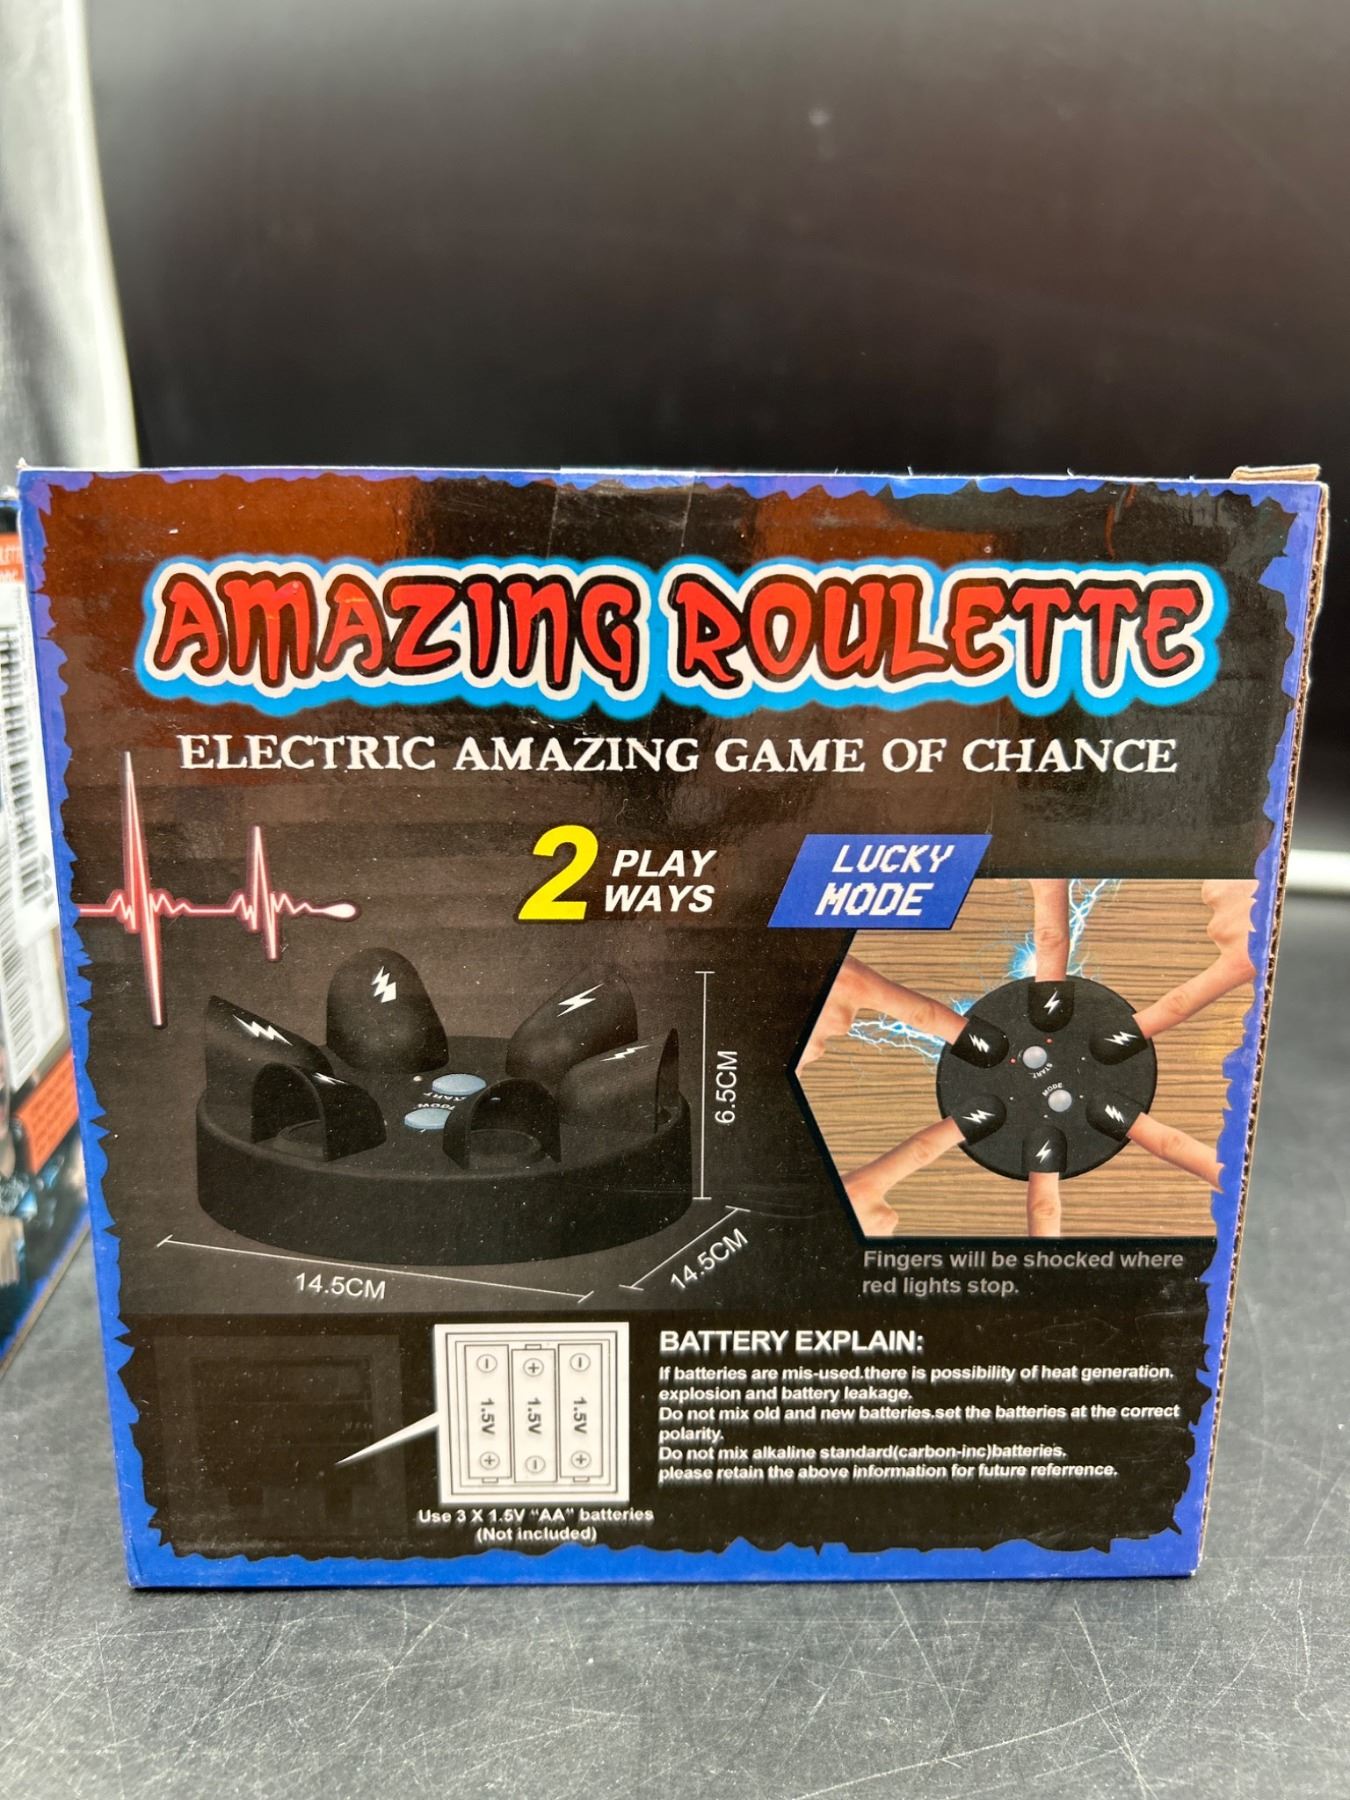 AMAZING ROULETTE
ELECTRIC AMAZING GAME OF CHANCE
2 PLAY
WAYS
LUCKY
MODE
START
MODE
START
MODE
6.5CM
14.5CM
14.5CM
Fingers will be shocked where
red lights stop.
1.5V
1.5V
1.5V
Use 3 X 1.5V “AA” batteries
(Not included)
BATTERY EXPLAIN:
If batteries are mis-used.there is possibility of heat generation.
explosion and battery leakage.
Do not mix old and new batteries.set the batteries at the correct
polarity.
Do not mix alkaline standard(carbon-inc)batteries.
please retain the above information for future referrence.